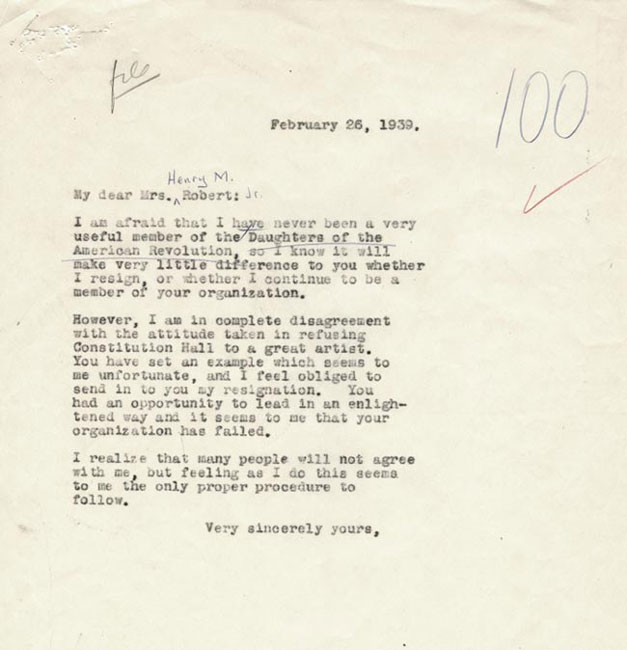 file
100
February 26, 1939.
Henry M.
My dear Mrs. Robert: Jr.
I am afraid that I have never been a very
useful member of the Daughters of the
American Revolution, so I know it will
make very little difference to you whether
I resign, or whether I continue to be a
member of your organization.
However, I am in complete disagreement
with the attitude taken in refusing
Constitution Hall to a great artist.
You have set an example which seems to
me unfortunate, and I feel obliged to
send in to you my resignation. You
had an opportunity to lead in an enligh-
tened way and it seems to me that your
organization has failed.
I realize that many people will not agree
with me, but feeling as I do this seems
to me the only proper procedure to
follow.
Very sincerely yours,